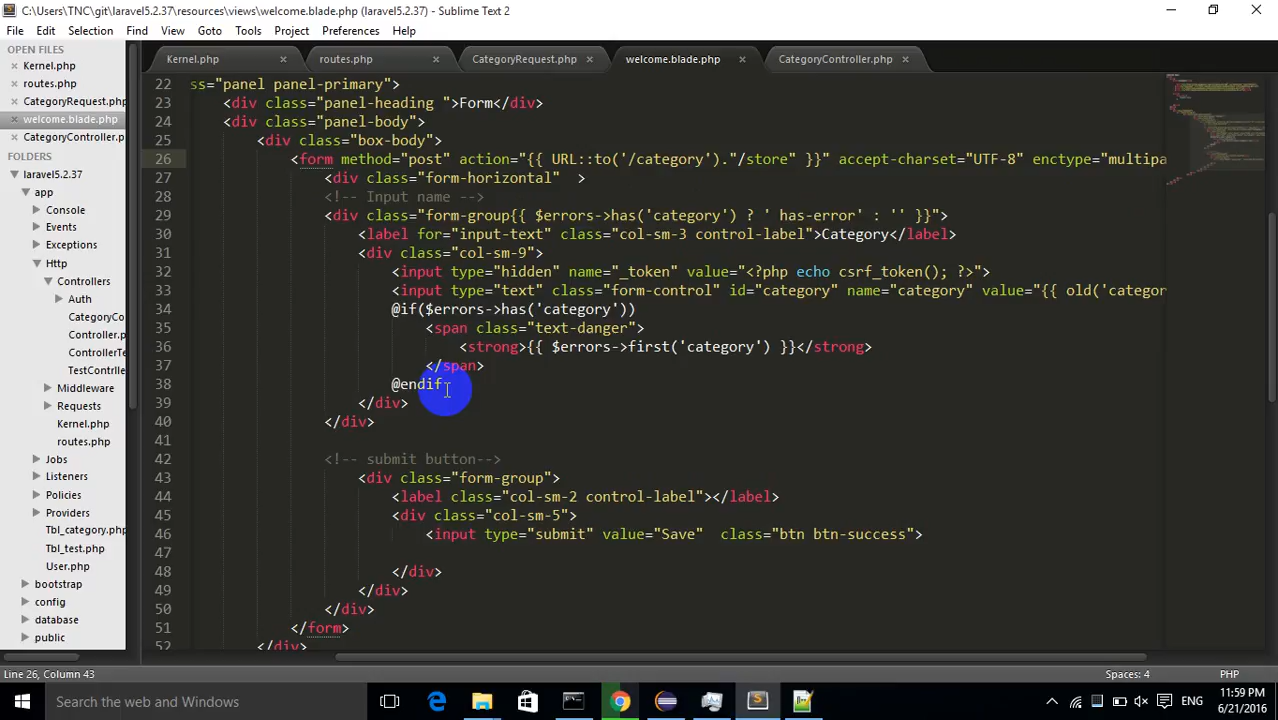 C:\Users\TNC\git\laravel5.2.37\resources\views\welcome.blade.php (laravel5.2.37) - Sublime Text 2
File Edit Selection Find View Goto Tools Project Preferences Help
OPEN FILES
Kernel.php
routes.php
CategoryRequest.php
welcome.blade.php
CategoryController.p
FOLDERS
laravel5.2.37
app
Console
Events
Exceptions
Http
Controllers
Auth
CategoryCo
Controller.p
ControllerTe
TestControlle
Middleware
Requests
Kernel.php
routes.php
Jobs
Listeners
Policies
Providers
Tbl_category.php
Tbl_test.php
User.php
bootstrap
config
database
public
Kernel.php routes.php CategoryRequest.php welcome.blade.php CategoryController.php
22 ss="panel panel-primary">
23 <div class="panel-heading ">Form</div>
24 <div class="panel-body">
25 <div class="box-body">
26 <form method="post" action="{{ URL::to('/category')."/store" }}" accept-charset="UTF-8" enctype="multipa
27 <div class="form-horizontal"  >
28 <!-- Input name -->
29 <div class="form-group{{ $errors->has('category') ? ' has-error' : '' }}">
30 <label for="input-text" class="col-sm-3 control-label">Category</label>
31 <div class="col-sm-9">
32 <input type="hidden" name="_token" value="<?php echo csrf_token(); ?>">
33 <input type="text" class="form-control" id="category" name="category" value="{{ old('categor
34 @if($errors->has('category'))
35 <span class="text-danger">
36 <strong>{{ $errors->first('category') }}</strong>
37 </span>
38 @endif
39 </div>
40 </div>
41
42 <!-- submit button-->
43 <div class="form-group">
44 <label class="col-sm-2 control-label"></label>
45 <div class="col-sm-5">
46 <input type="submit" value="Save"  class="btn btn-success">
47
48 </div>
49 </div>
50 </div>
51 </form>
52 </div>
Line 26, Column 43 Spaces: 4 PHP
Search the web and Windows
ENG
11:59 PM
6/21/2016